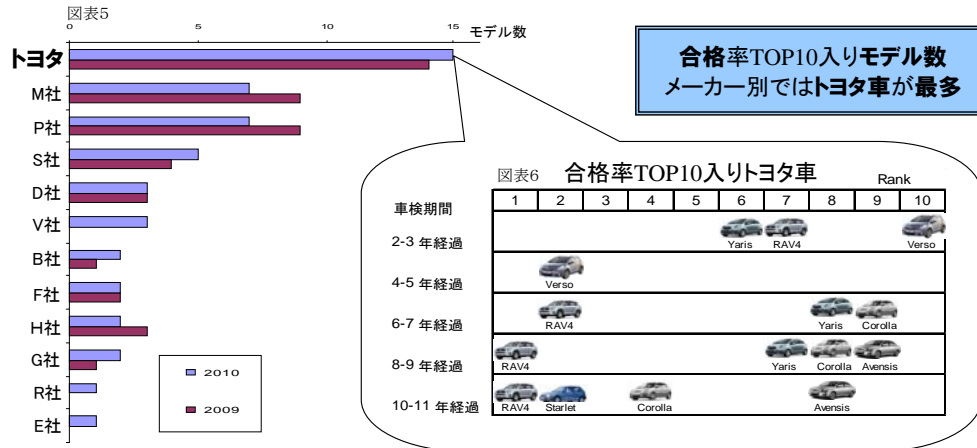 図表5
0 5 10 15
モデル数
トヨタ
M社
P社
S社
D社
V社
B社
F社
H社
G社
R社
E社
2010
2009
合格率TOP10入りモデル数
メーカー別ではトヨタ車が最多
図表6 合格率TOP10入りトヨタ車 Rank
車検期間 1 2 3 4 5 6 7 8 9 10
2-3 年経過 Yaris RAV4 Verso
4-5 年経過 Verso
6-7 年経過 RAV4 Yaris Corolla
8-9 年経過 RAV4 Yaris Corolla Avensis
10-11 年経過 RAV4 Starlet Corolla Avensis